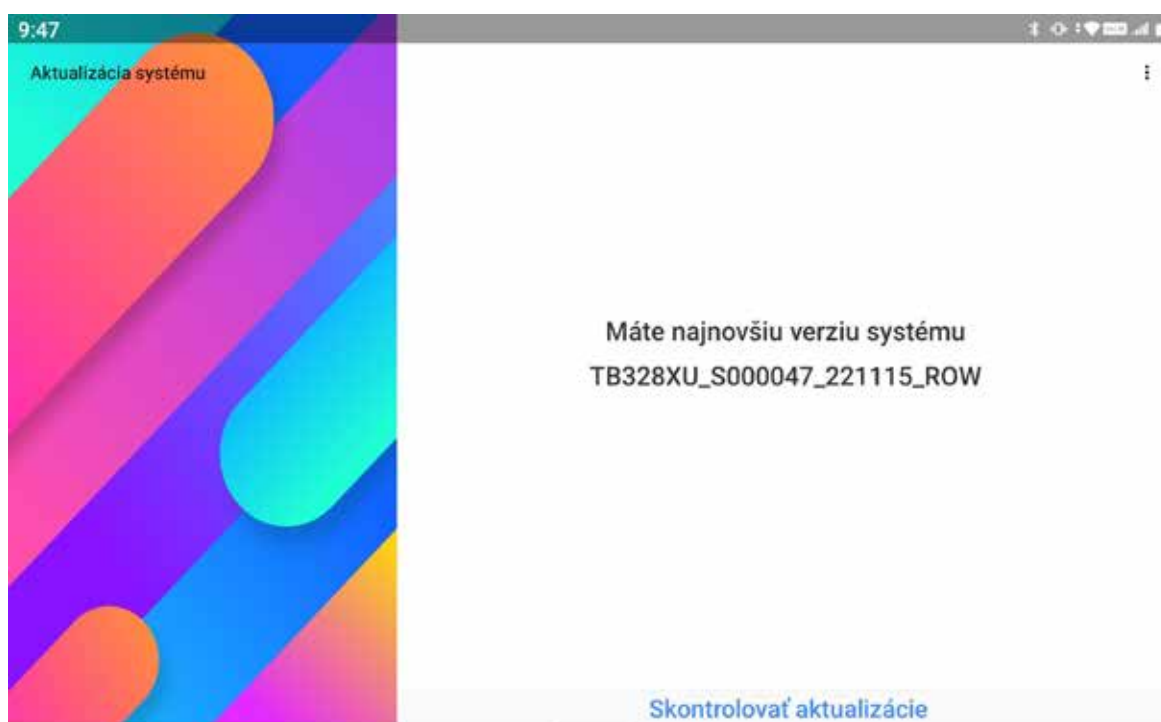 9:47
Aktualizácia systému
Máte najnovšiu verziu systému
TB328XU_S000047_221115_ROW
Skontrolovať aktualizácie